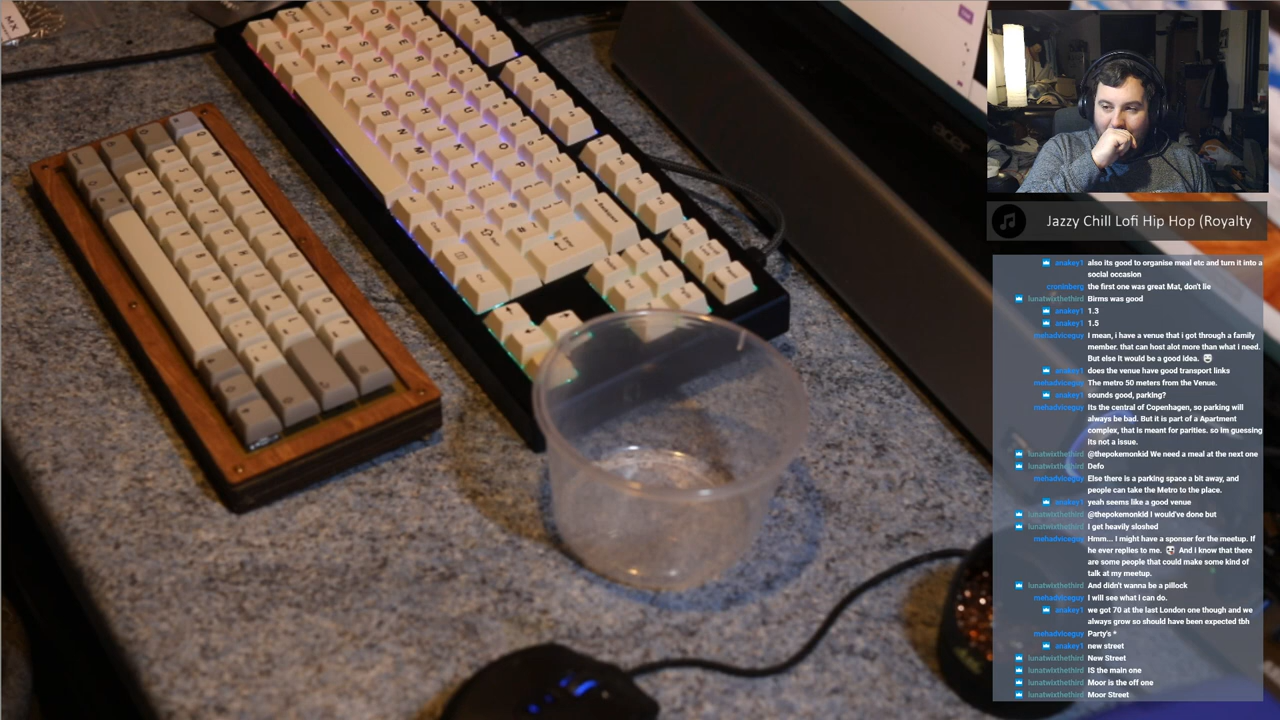 MX
acer
Jazzy Chill Lofi Hip Hop (Royalty
anakey1 also its good to organise meal etc and turn it into a
social occasion
croninberg the first one was great Mat, don't lie
lunatwixthethird Birms was good
anakey1 1.3
anakey1 1.5
mehadviceguy I mean, i have a venue that i got through a family
member. that can host alot more than what i need.
But else it would be a good idea.
anakey1 does the venue have good transport links
mehadviceguy The metro 50 meters from the Venue.
anakey1 sounds good, parking?
mehadviceguy Its the central of Copenhagen, so parking will
always be bad. But it is part of a Apartment
complex, that is meant for parities. so im guessing
its not a issue.
lunatwixthethird @thepokemonkid We need a meal at the next one
lunatwixthethird Defo
mehadviceguy Else there is a parking space a bit away, and
people can take the Metro to the place.
anakey1 yeah seems like a good venue
lunatwixthethird @thepokemonkid I would've done but
lunatwixthethird I get heavily sloshed
mehadviceguy Hmm... I might have a sponser for the meetup. If
he ever replies to me. And I know that there
are some people that could make some kind of
talk at my meetup.
lunatwixthethird And didn't wanna be a pillock
mehadviceguy I will see what I can do.
anakey1 we got 70 at the last London one though and we
always grow so should have been expected tbh
mehadviceguy Party's *
anakey1 new street
lunatwixthethird New Street
lunatwixthethird IS the main one
lunatwixthethird Moor is the off one
lunatwixthethird Moor Street